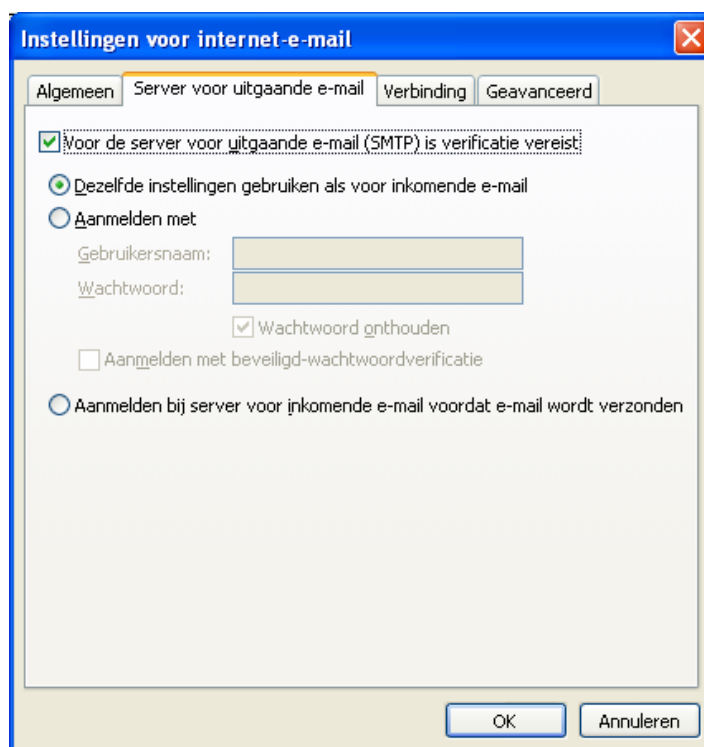 Instellingen voor internet-e-mail
Algemeen
Server voor uitgaande e-mail
Verbinding
Geavanceerd
Voor de server voor uitgaande e-mail (SMTP) is verificatie vereist
Dezelfde instellingen gebruiken als voor inkomende e-mail
Aanmelden met
Gebruikersnaam:
Wachtwoord:
Wachtwoord onthouden
Aanmelden met beveiligd-wachtwoordverificatie
Aanmelden bij server voor inkomende e-mail voordat e-mail wordt verzonden
OK
Annuleren